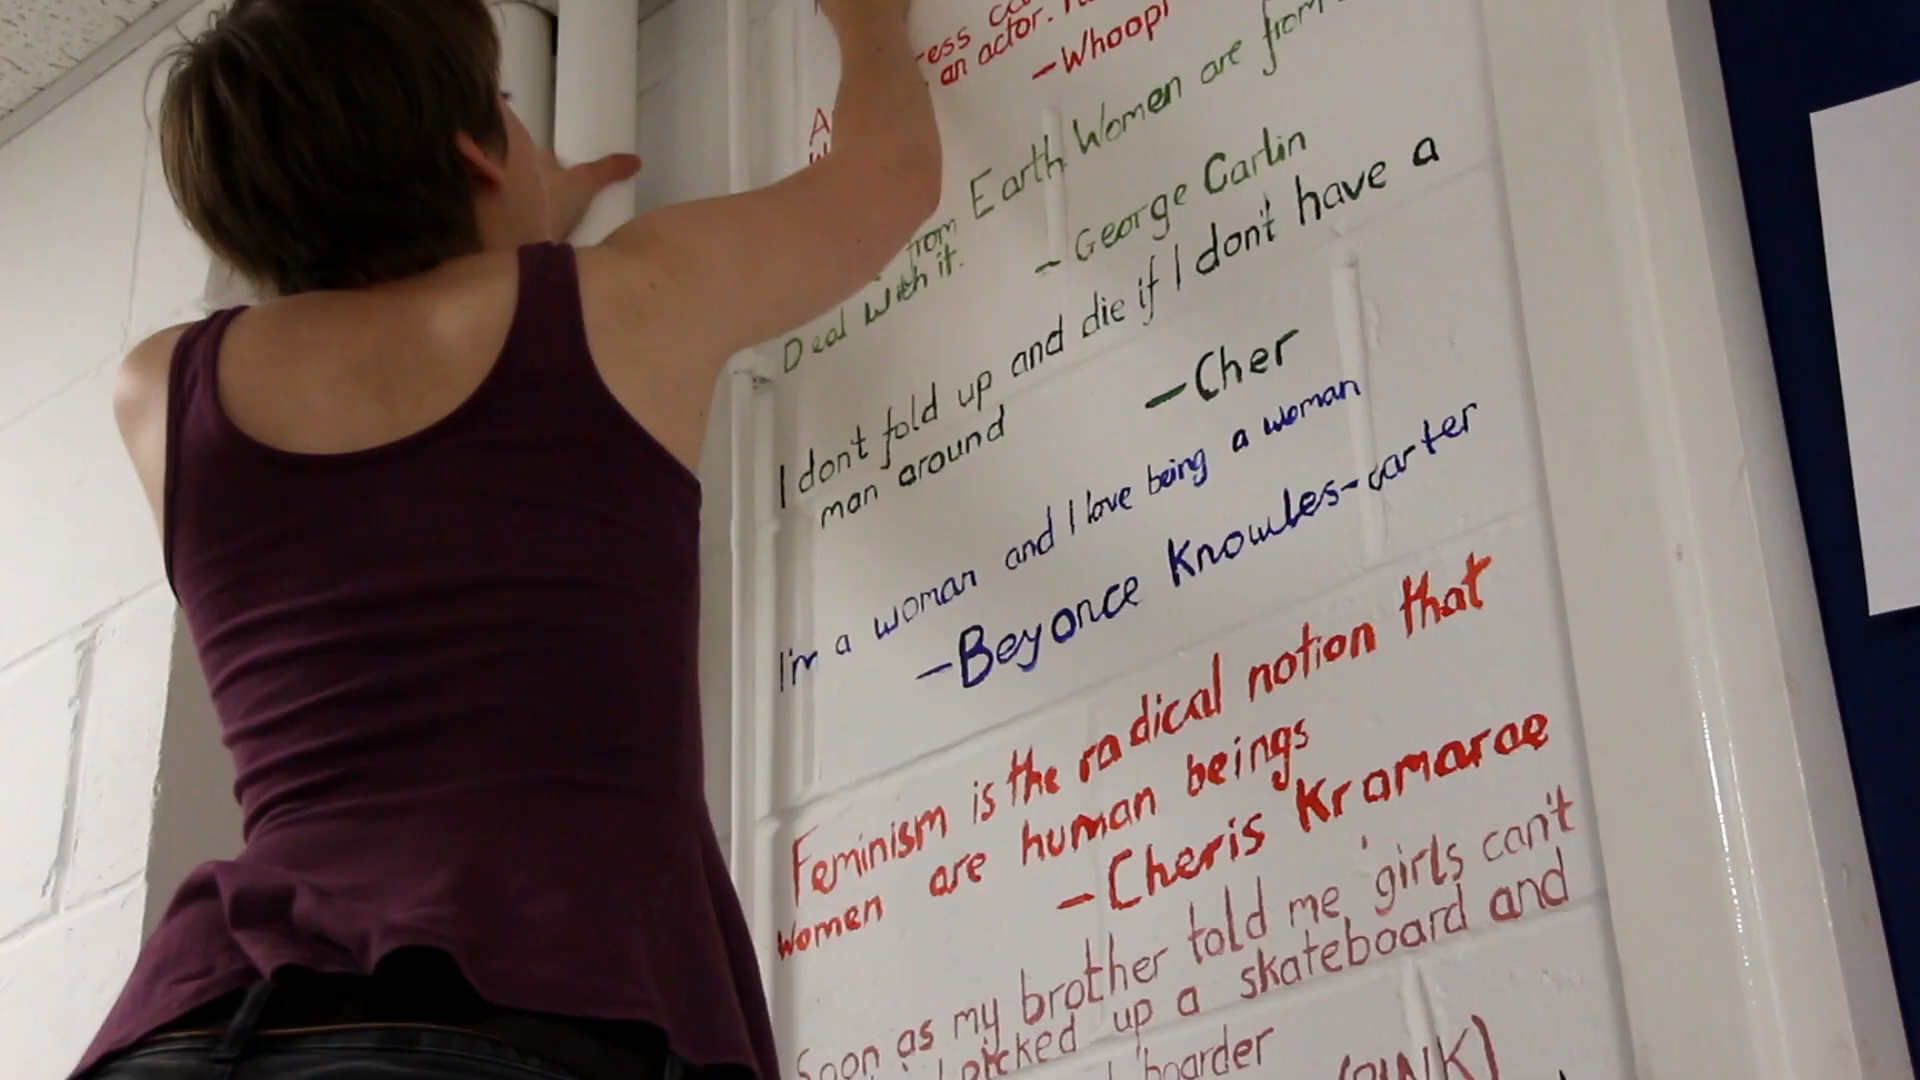 an actor.
-Whoopi
from Earth Women are from
Deal with it.
- George Carlin
I don't fold up and die if I don't have a
man around
-Cher
I'm a woman and I love being a woman
-Beyonce Knowles-carter
Feminism is the radical notion that
women are human beings
-Cheris Kramarae
Soon as my brother told me 'girls can't
I picked up a skateboard and
boarder
(PINK)